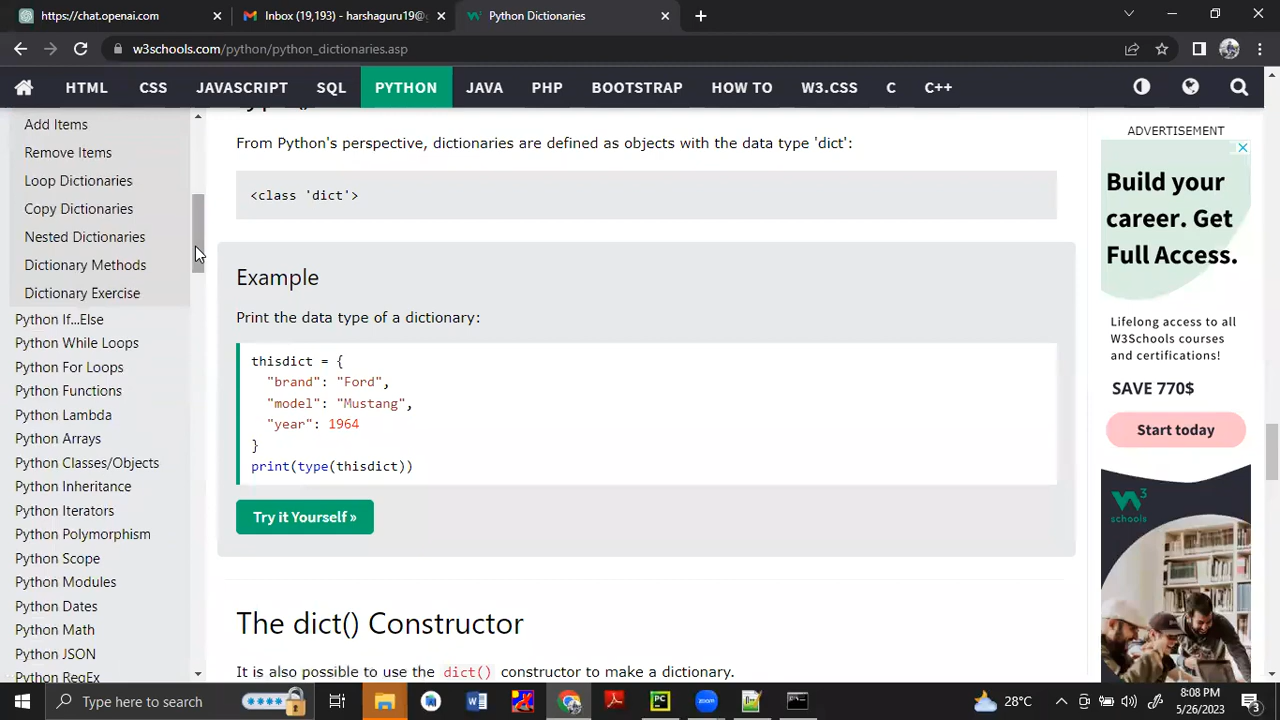 https://chat.openai.com
Inbox (19,193) - harshaguru19@
Python Dictionaries
w3schools.com/python/python_dictionaries.asp
HTML CSS JAVASCRIPT SQL PYTHON JAVA PHP BOOTSTRAP HOW TO W3.CSS C C++
Add Items
Remove Items
Loop Dictionaries
Copy Dictionaries
Nested Dictionaries
Dictionary Methods
Dictionary Exercise
Python If...Else
Python While Loops
Python For Loops
Python Functions
Python Lambda
Python Arrays
Python Classes/Objects
Python Inheritance
Python Iterators
Python Polymorphism
Python Scope
Python Modules
Python Dates
Python Math
Python JSON
Python RegEx
From Python's perspective, dictionaries are defined as objects with the data type 'dict':
<class 'dict'>
Example
Print the data type of a dictionary:
thisdict = {
"brand": "Ford",
"model": "Mustang",
"year": 1964
}
print(type(thisdict))
Try it Yourself »
The dict() Constructor
It is also possible to use the dict() constructor to make a dictionary.
ADVERTISEMENT
Build your
career. Get
Full Access.
Lifelong access to all
W3Schools courses
and certifications!
SAVE 770$
Start today
W3
schools
Type here to search
28°C
8:08 PM
5/26/2023
3